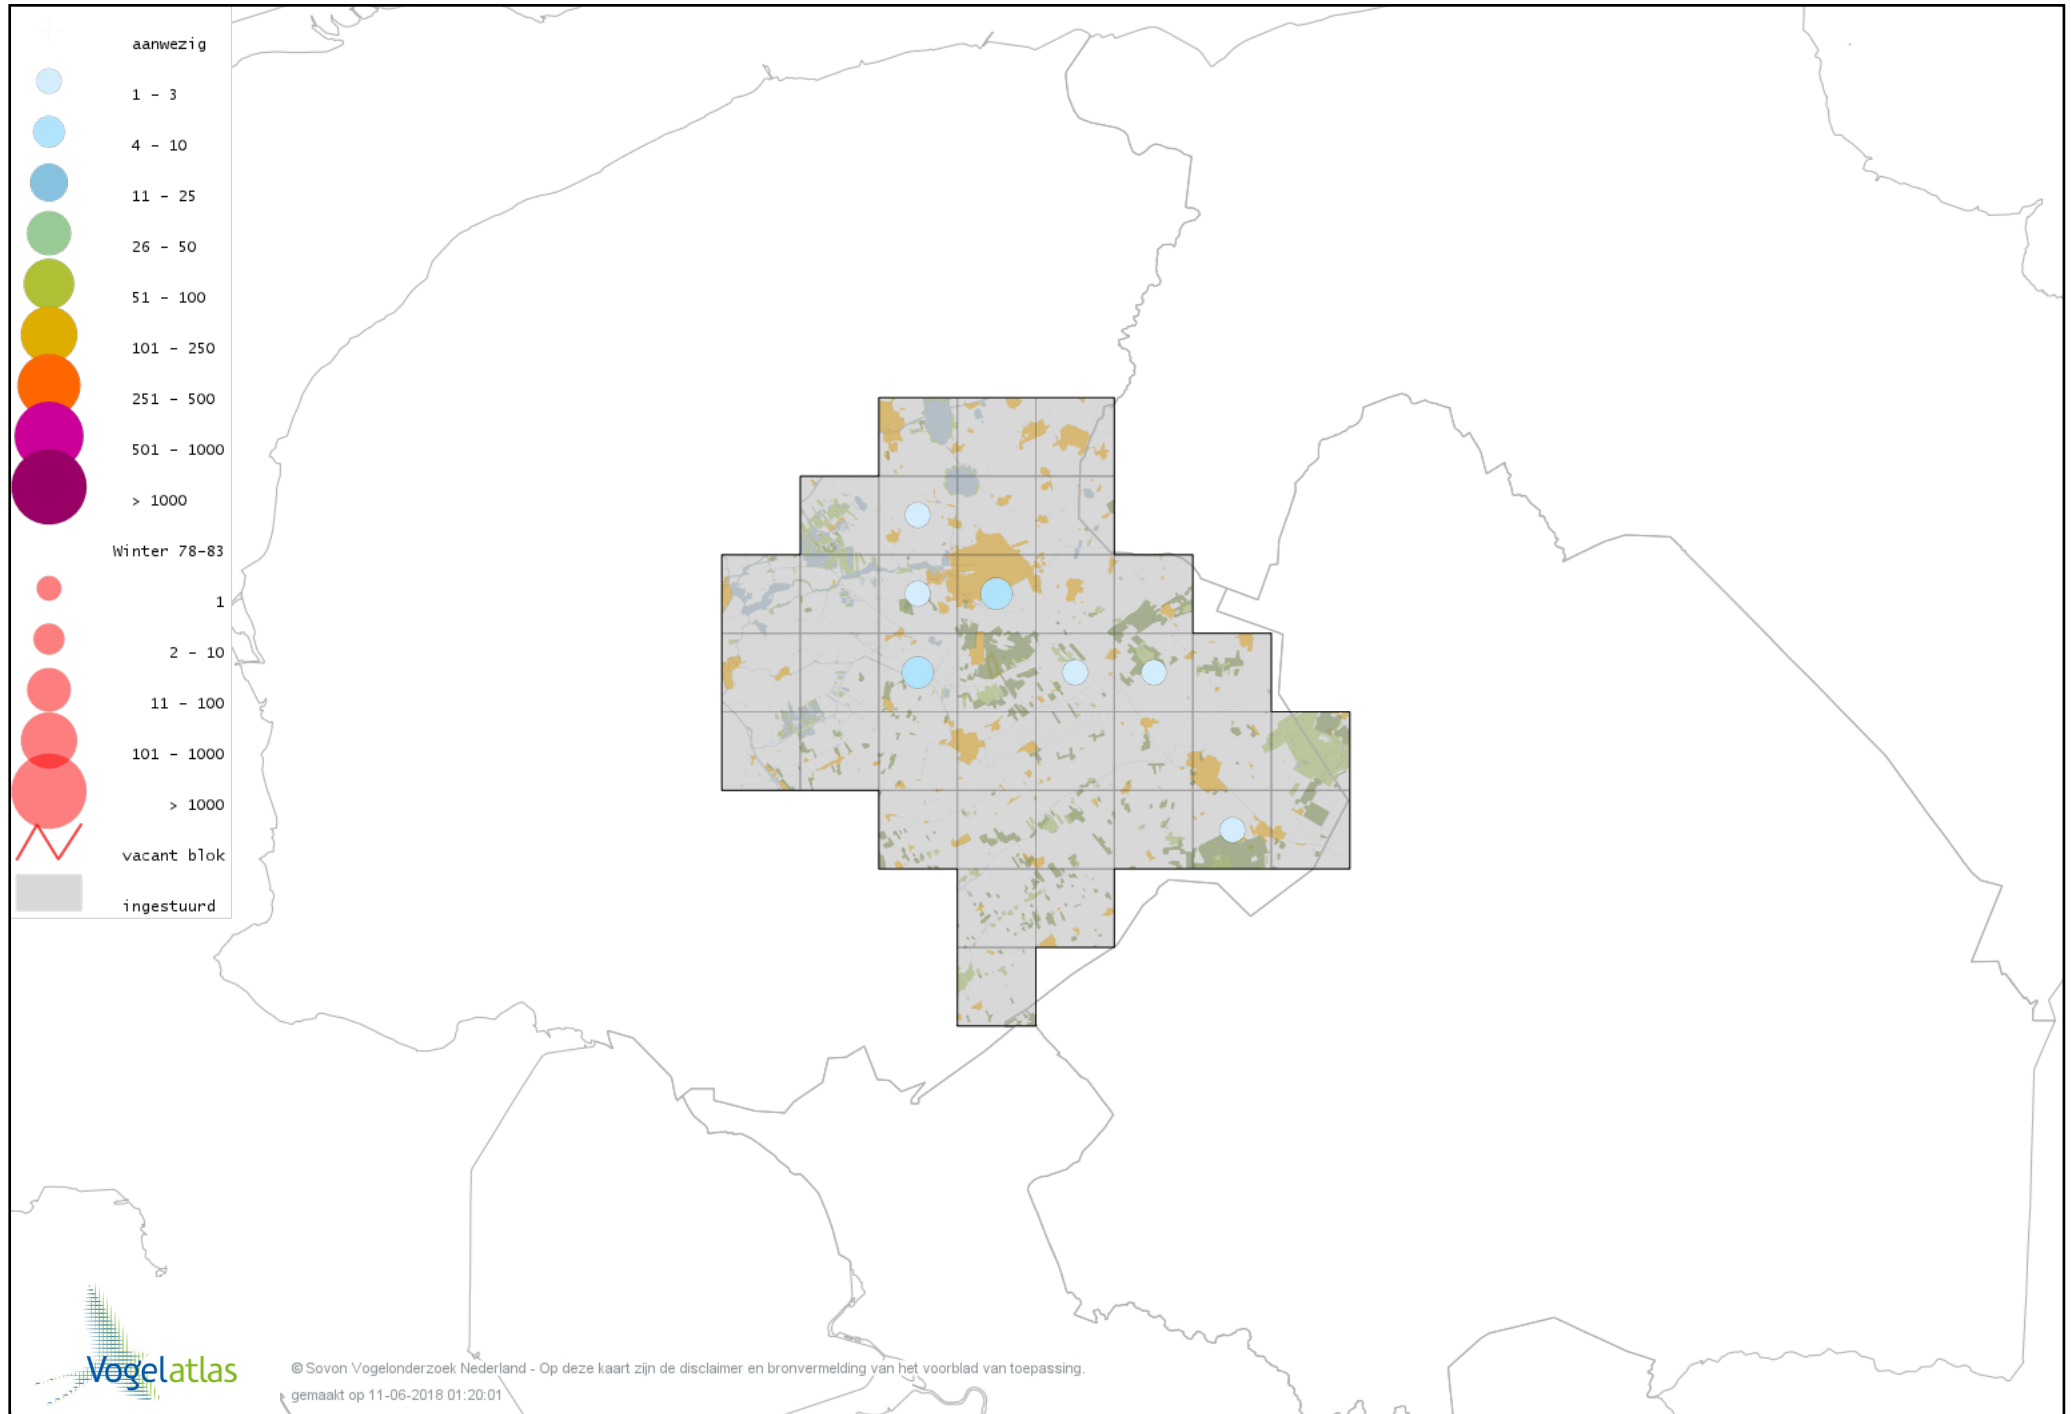 aanwezig
1 - 3
4 - 10
11 - 25
26 - 50
51 - 100
101 - 250
251 - 500
501 - 1000
> 1000
Winter 78-83
1
2 - 10
11 - 100
101 - 1000
> 1000
vacant blok
ingestuurd
Vogelatlas
© Sovon Vogelonderzoek Nederland - Op deze kaart zijn de disclaimer en bronvermelding van het voorblad van toepassing.
gemaakt op 11-06-2018 01:20:01